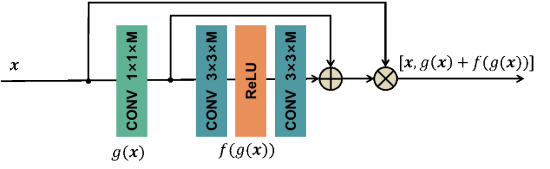 x
CONV 1×1×M
CONV 3×3×M
ReLU
CONV 3×3×M
[x, g(x) + f(g(x))]
g(x)
f(g(x))